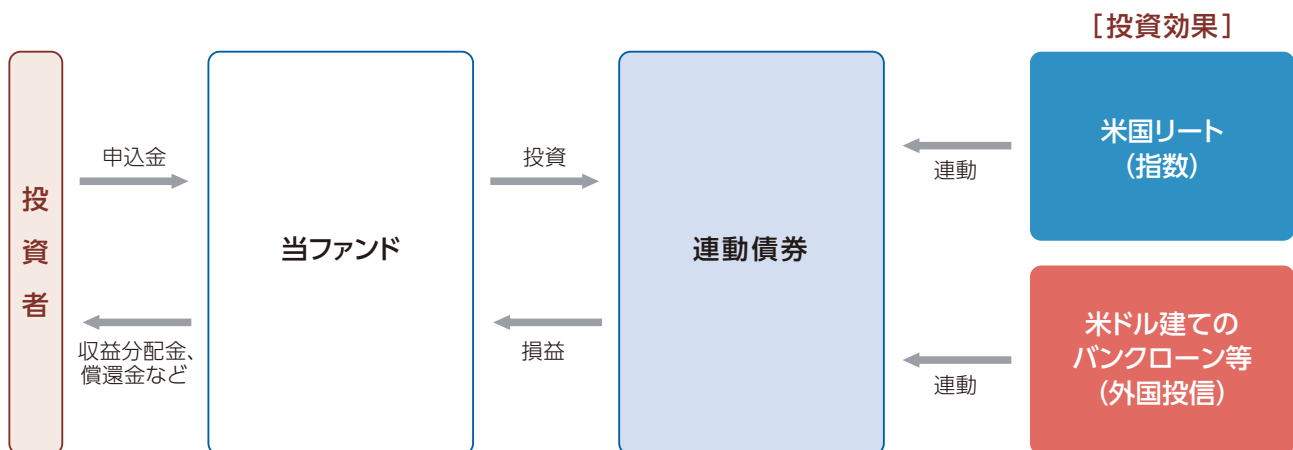 [投資効果]
投資者
申込金
収益分配金、
償還金など
当ファンド
投資
損益
連動債券
連動
連動
米国リート
(指数)
米ドル建ての
バンクローン等
(外国投信)